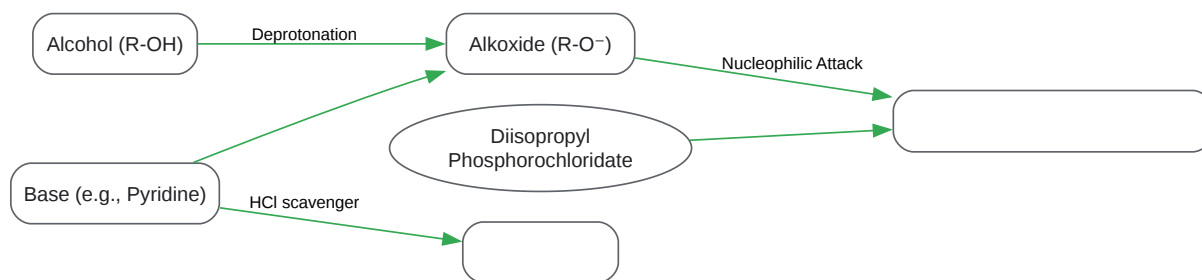 Alcohol (R-OH)
Deprotonation
Alkoxide (R-O⁻)
Nucleophilic Attack
Diisopropyl
Phosphorochloridate
Base (e.g., Pyridine)
HCl scavenger